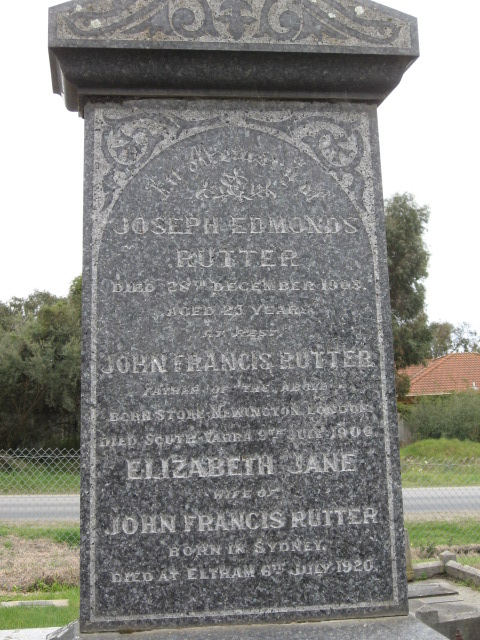 In Memory of
JOSEPH EDMONDS
RUTTER
DIED 28TH DECEMBER 1903.
AGED 23 YEARS.
AT REST.
JOHN FRANCIS RUTTER
FATHER OF THE ABOVE
BORN STOKE NEWINGTON, LONDON.
DIED SOUTH YARRA 9TH JULY 1906.
ELIZABETH JANE
WIFE OF
JOHN FRANCIS RUTTER
BORN IN SYDNEY,
DIED AT ELTHAM 6TH JULY 1920.